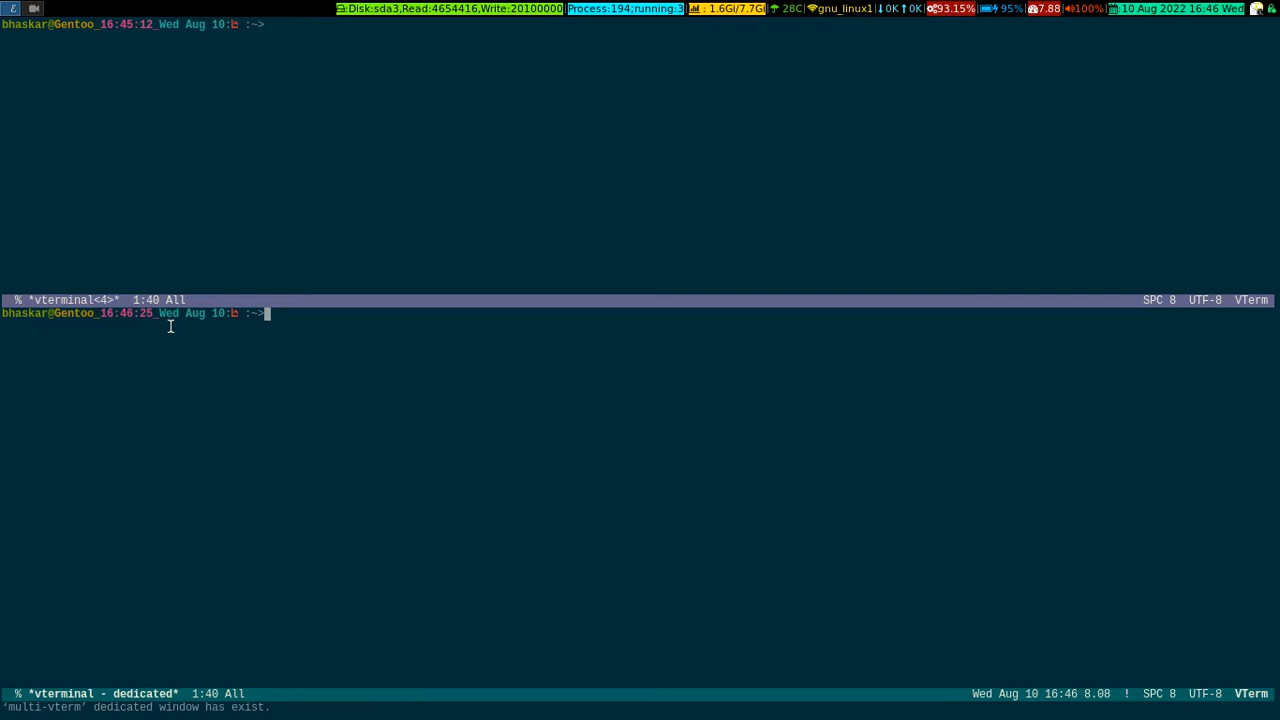 ε Disk:sda3,Read:4654416,Write:20100000 Process:194;running:3 : 1.6Gi/7.7Gi| 28C| gnu_linux1 |↓0K ↑0K| 93.15%| 95%| 7.88 |100%| :10 Aug 2022 16:46 Wed
bhaskar@Gentoo_16:45:12_Wed Aug 10: :~>
% *vterminal<4>* 1:40 All SPC 8 UTF-8 VTerm
bhaskar@Gentoo_16:46:25_Wed Aug 10: :~>
% *vterminal - dedicated* 1:40 All Wed Aug 10 16:46 8.08 ! SPC 8 UTF-8 VTerm
‘multi-vterm’ dedicated window has exist.